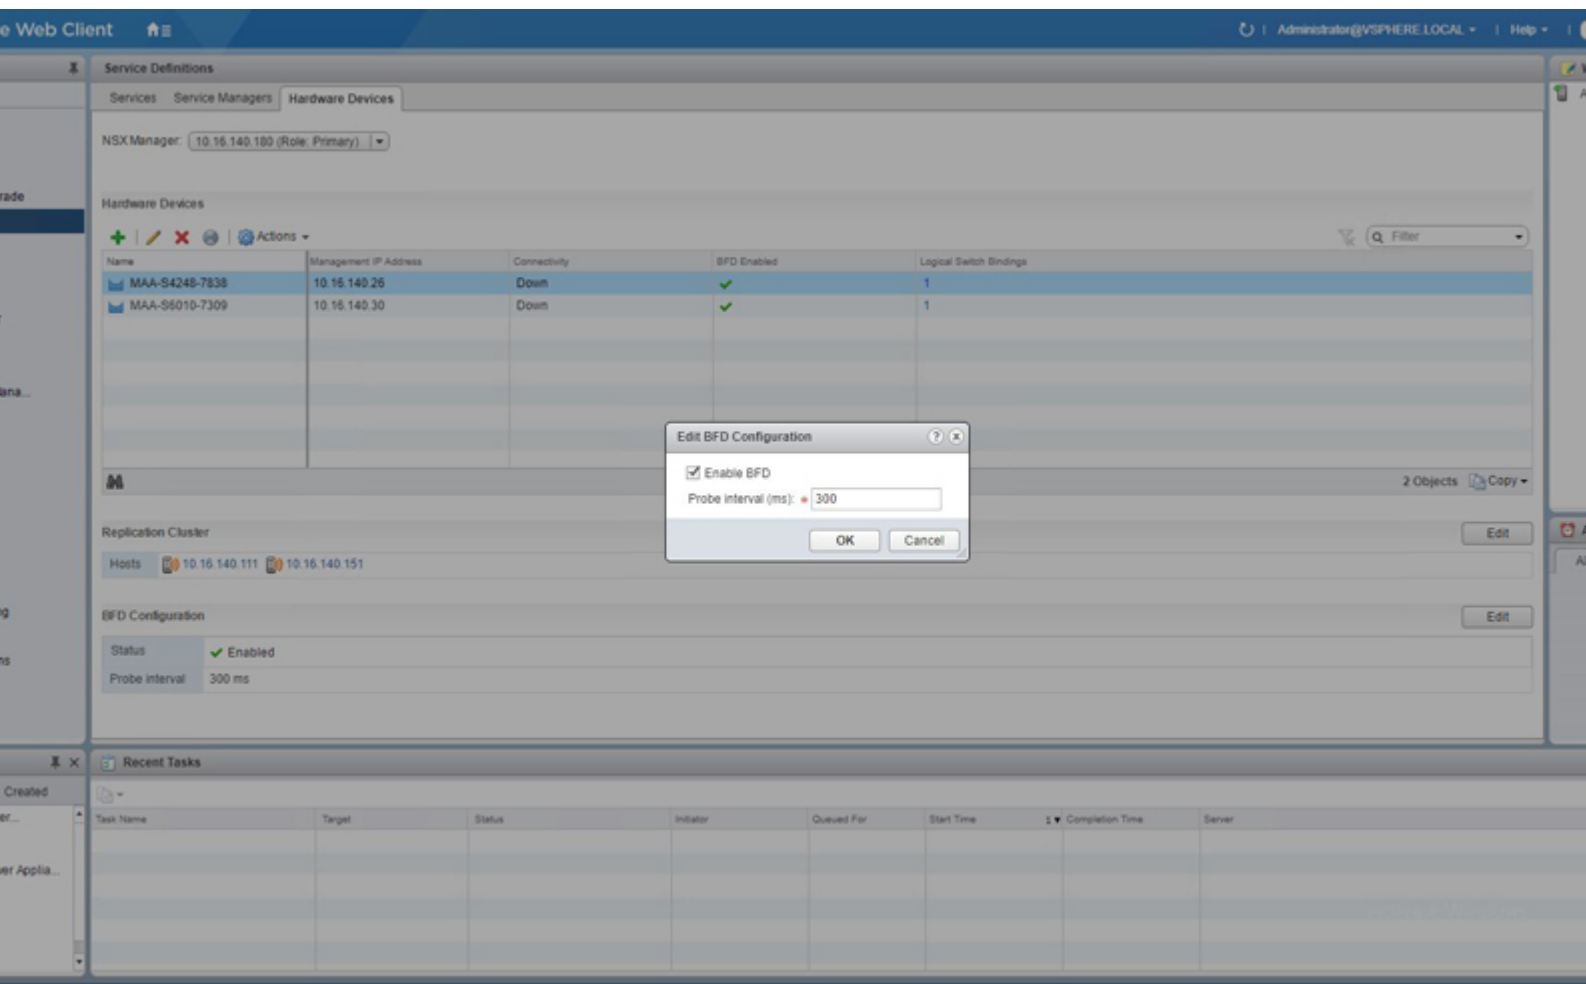 e Web Client
Administrator@VSPHERE.LOCAL
Help
Service Definitions
Services Service Managers Hardware Devices
NSX Manager: 10.16.140.180 (Role: Primary)
rade
Hardware Devices
Actions
Filter
Name Management IP Address Connectivity BFD Enabled Logical Switch Bindings
MAA-S4248-7838 10.16.140.26 Down 1
MAA-S6010-7309 10.16.140.30 Down 1
lana...
Edit BFD Configuration
Enable BFD
Probe interval (ms): * 300
OK Cancel
2 Objects Copy
Replication Cluster Edit
Hosts 10.16.140.111 10.16.140.151
ng
BFD Configuration Edit
Status Enabled
ns
Probe interval 300 ms
Recent Tasks
Created
er...
Task Name Target Status Initiator Queued For Start Time 1 Completion Time Server
ver Applia...